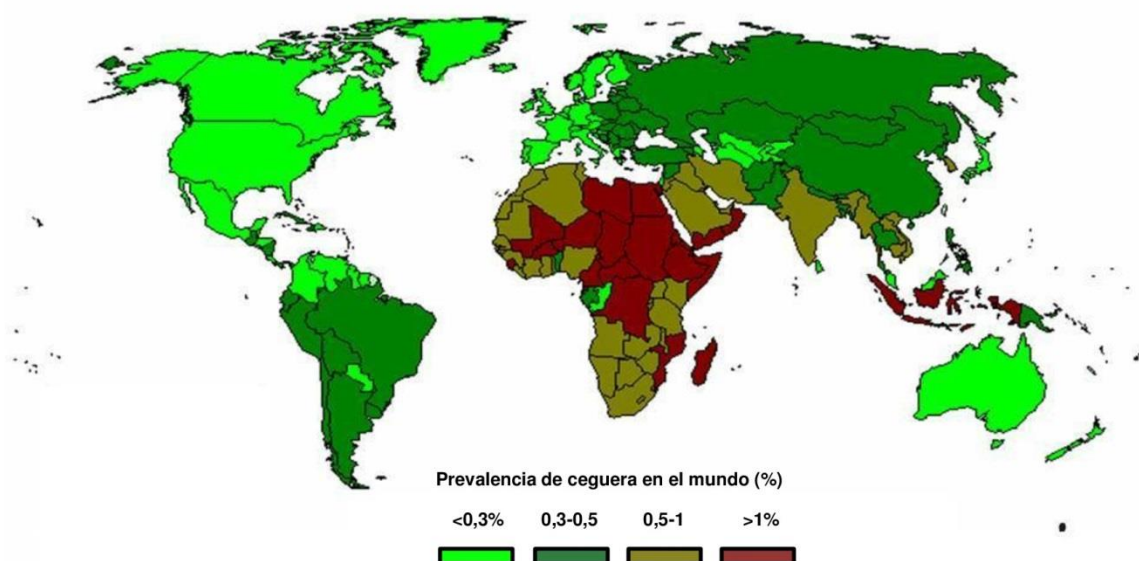 Prevalencia de ceguera en el mundo (%)
<0,3% 0,3-0,5 0,5-1 >1%